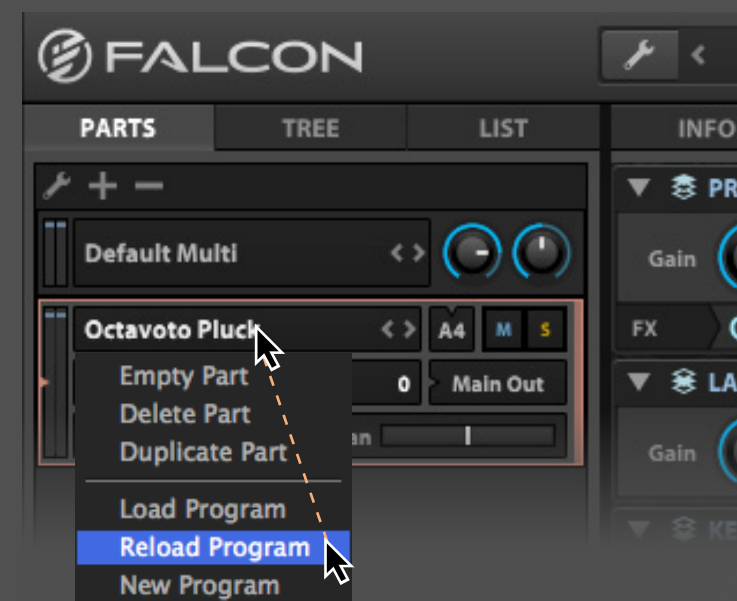 FALCON
PARTS TREE LIST INFO
PR
Default Multi
Gain
Octavoto Pluck A4 M S
FX
Empty Part 0 Main Out
LA
Delete Part
an
Duplicate Part
Gain
Load Program
KE
Reload Program
New Program